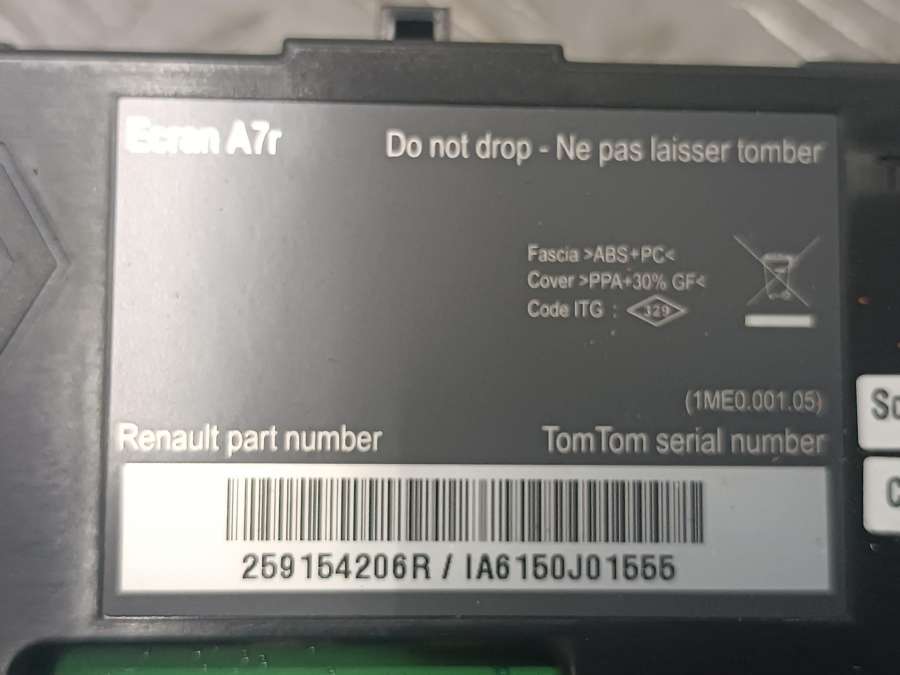 Ecran A7r
Do not drop - Ne pas laisser tomber
Fascia >ABS+PC<
Cover >PPA+30% GF<
Code ITG : 329
(1ME0.001.05)
Renault part number
TomTom serial number
259154206R / IA6150J01555